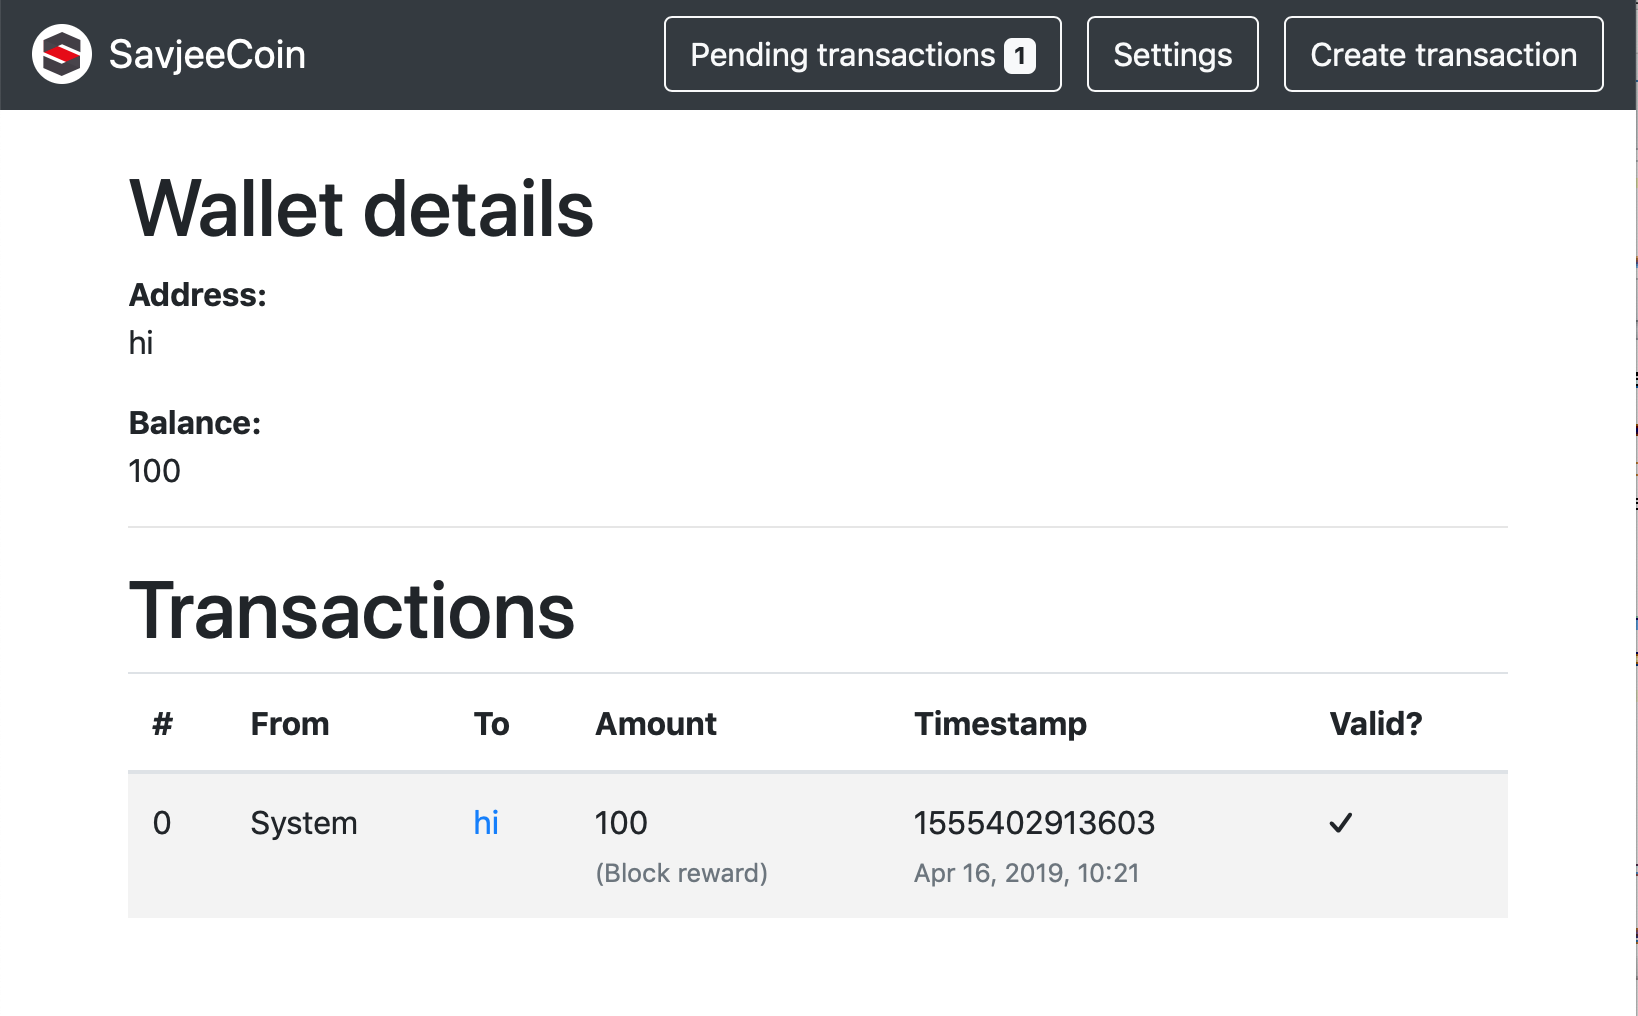 SavjeeCoin
Pending transactions 1
Settings
Create transaction
Wallet details
Address:
hi
Balance:
100
Transactions
# From To Amount Timestamp Valid?
0 System hi 100 1555402913603 ✓
(Block reward) Apr 16, 2019, 10:21